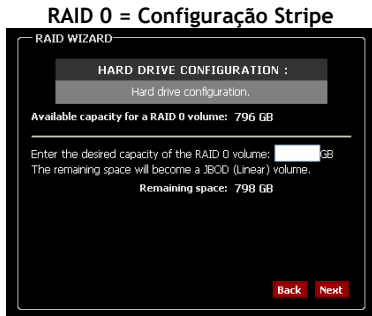 RAID 0 = Configuração Stripe
RAID WIZARD
HARD DRIVE CONFIGURATION :
Hard drive configuration.
Available capacity for a RAID 0 volume: 796 GB
Enter the desired capacity of the RAID 0 volume: GB
The remaining space will become a JBOD (Linear) volume.
Remaining space: 798 GB
Back Next